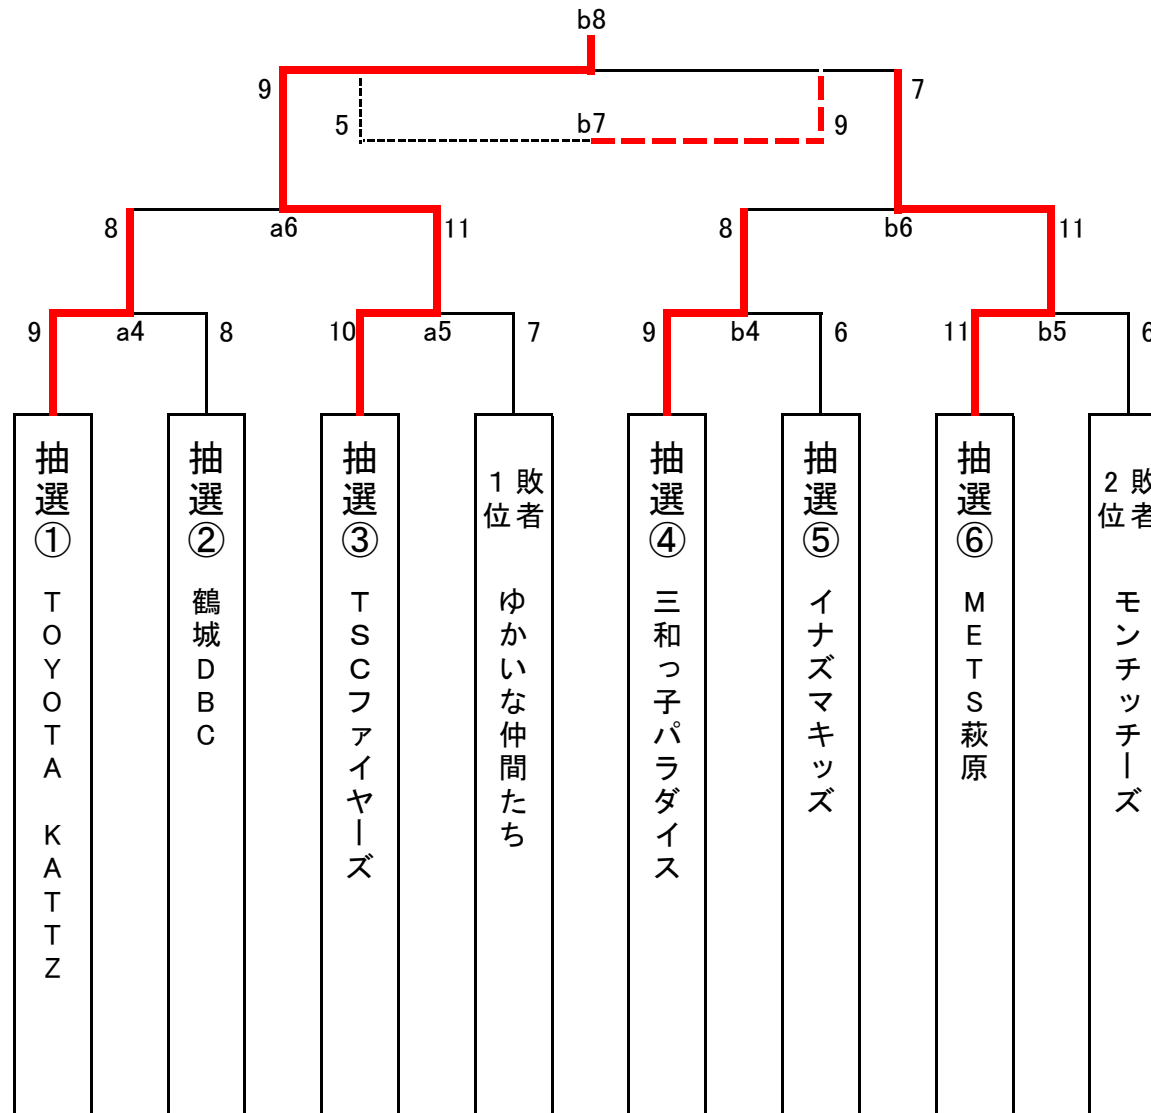 b8
9
7
5
b7
9
8
a6
11
8
b6
11
9
a4
8
10
a5
7
9
b4
6
11
b5
6
抽選①
TOYOTA KATTZ
抽選②
鶴城DBC
抽選③
TSCファイヤーズ
敗者
1位
ゆかいな仲間たち
抽選④
三和っ子パラダイス
抽選⑤
イナズマキッズ
抽選⑥
METS萩原
敗者
2位
モンチッチーズ